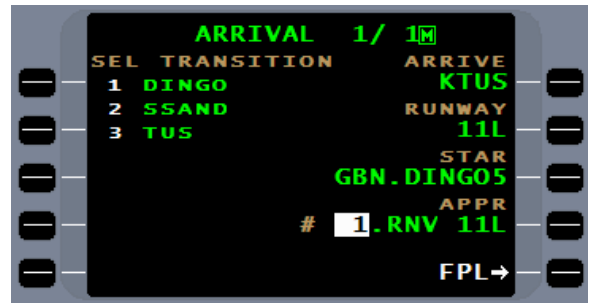 ARRIVAL 1/ 1M
SEL TRANSITION ARRIVE
1 DINGO KTUS
2 SSAND RUNWAY
3 TUS 11L
STAR
GBN.DINGO5
APPR
# 1.RNV 11L
FPL→